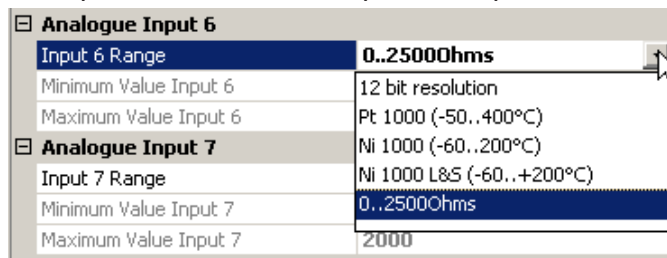 Analogue Input 6
Input 6 Range 0..2500Ohms
Minimum Value Input 6 12 bit resolution
Maximum Value Input 6 Pt 1000 (-50..400°C)
Analogue Input 7 Ni 1000 (-60..200°C)
Input 7 Range Ni 1000 L&S (-60..+200°C)
Minimum Value Input 7 0..2500Ohms
Maximum Value Input 7 2000